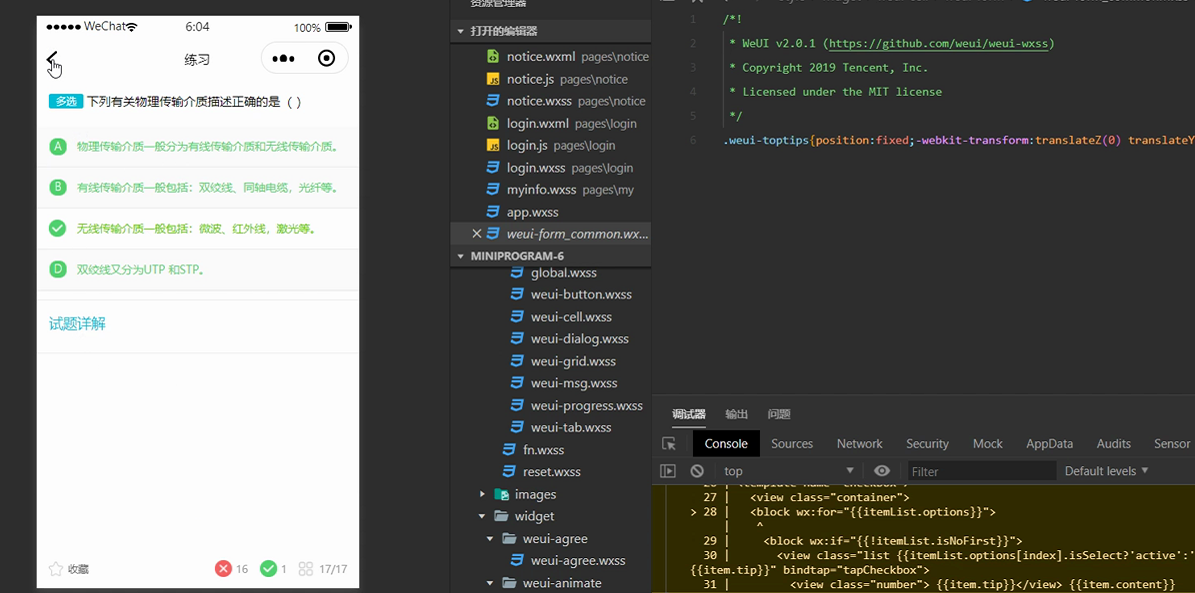 WeChat
6:04
100%
练习
多选 下列有关物理传输介质描述正确的是（ ）
A 物理传输介质一般分为有线传输介质和无线传输介质。
B 有线传输介质一般包括：双绞线、同轴电缆，光纤等。
无线传输介质一般包括：微波、红外线，激光等。
D 双绞线又分为UTP 和STP。
试题详解
收藏
16
1
17/17
资源管理器
打开的编辑器
notice.wxml pages\notice
JS notice.js pages\notice
notice.wxss pages\notice
login.wxml pages\login
JS login.js pages\login
login.wxss pages\login
myinfo.wxss pages\my
app.wxss
weui-form_common.wx...
MINIPROGRAM-6
global.wxss
weui-button.wxss
weui-cell.wxss
weui-dialog.wxss
weui-grid.wxss
weui-msg.wxss
weui-progress.wxss
weui-tab.wxss
fn.wxss
reset.wxss
images
widget
weui-agree
weui-agree.wxss
weui-animate
1 /*!
2 * WeUI v2.0.1 (https://github.com/weui/weui-wxss)
3 * Copyright 2019 Tencent, Inc.
4 * Licensed under the MIT license
5 */
6 .weui-toptips{position:fixed;-webkit-transform:translateZ(0) translateY
调试器 输出 问题
Console Sources Network Security Mock AppData Audits Sensor
top Filter Default levels
26 | <template name="checkbox">
27 | <view class="container">
> 28 | <block wx:for="{{itemList.options}}">
| ^
29 | <block wx:if="{{!itemList.isNoFirst}}">
30 | <view class="list {{itemList.options[index].isSelect?'active':'
{{item.tip}}" bindtap="tapCheckbox">
31 | <view class="number"> {{item.tip}}</view> {{item.content}}